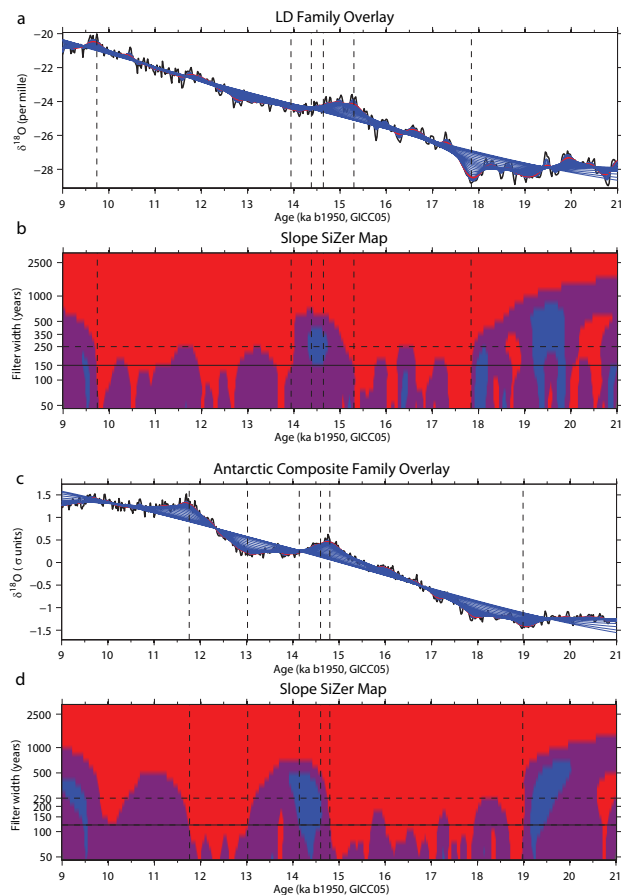 a
LD Family Overlay
δ18O (per mille)
−20
−22
−24
−26
−28
9 10 11 12 13 14 15 16 17 18 19 20 21
Age (ka b1950, GICC05)
b
Slope SiZer Map
Filter width (years)
2500
1000
500
350
250
150
100
50
9 10 11 12 13 14 15 16 17 18 19 20 21
Age (ka b1950, GICC05)
c
Antarctic Composite Family Overlay
δ18O ( σ units)
1.5
1
0.5
0
−0.5
−1
−1.5
9 10 11 12 13 14 15 16 17 18 19 20 21
Age (ka b1950, GICC05)
d
Slope SiZer Map
Filter width (years)
2500
1000
500
250
200
150
100
50
9 10 11 12 13 14 15 16 17 18 19 20 21
Age (ka b1950, GICC05)